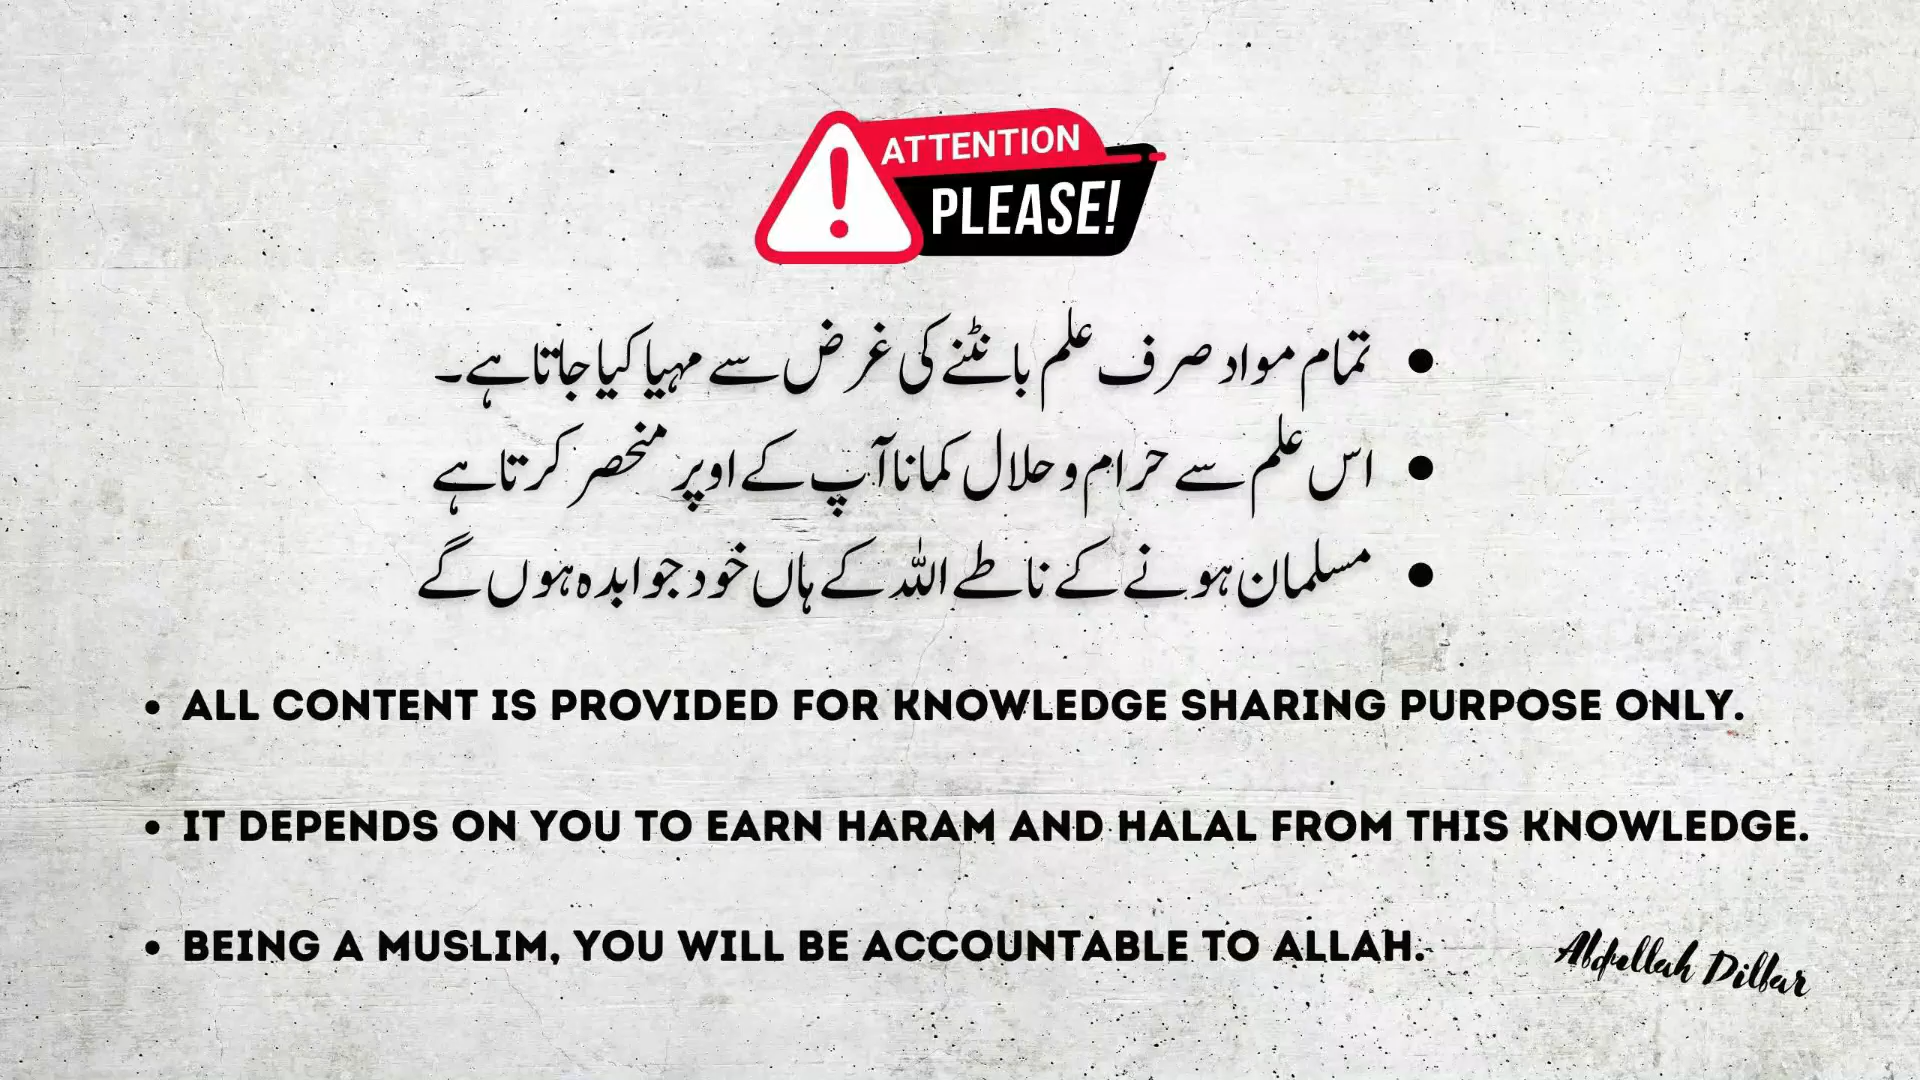 ATTENTION
PLEASE!
• تمام مواد صرف علم بانٹنے کی غرض سے مہیا کیا جاتا ہے۔
• اس علم سے حرام و حلال کمانا آپ کے اوپر منحصر کرتا ہے
• مسلمان ہونے کے ناطے اللہ کے ہاں خود جوابدہ ہوں گے
• ALL CONTENT IS PROVIDED FOR KNOWLEDGE SHARING PURPOSE ONLY.
• IT DEPENDS ON YOU TO EARN HARAM AND HALAL FROM THIS KNOWLEDGE.
• BEING A MUSLIM, YOU WILL BE ACCOUNTABLE TO ALLAH.
Abdullah Dilbar